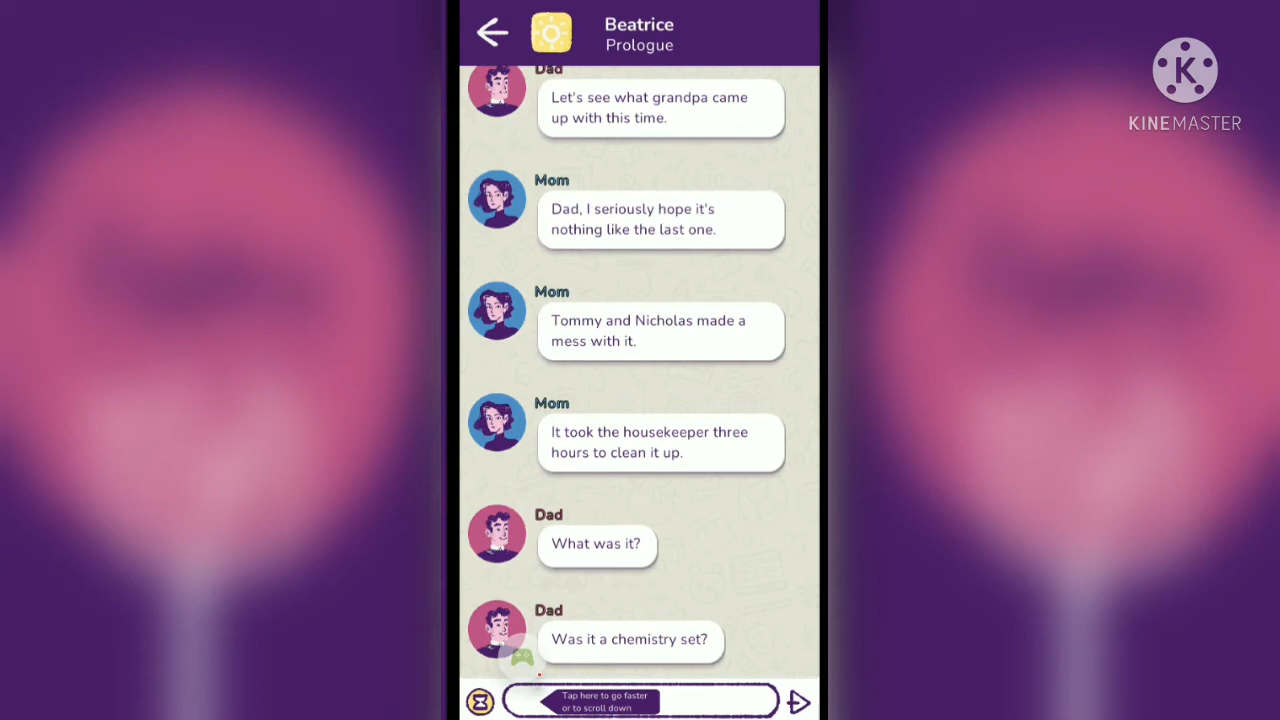 Beatrice
Prologue
Dad
Let's see what grandpa came
up with this time.
Mom
Dad, I seriously hope it's
nothing like the last one.
Mom
Tommy and Nicholas made a
mess with it.
Mom
It took the housekeeper three
hours to clean it up.
Dad
What was it?
Dad
Was it a chemistry set?
Tap here to go faster
or to scroll down
K
KINEMASTER